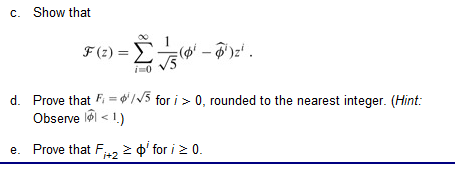 c. Show that
ℱ(z) = ∑_{i=0}^{∞} 1/√5 (ϕ^i − ϕ̂^i)z^i .
d. Prove that F_i = ϕ^i/√5 for i > 0, rounded to the nearest integer. (Hint:
Observe |ϕ̂| < 1.)
e. Prove that F_{i+2} ≥ ϕ^i for i ≥ 0.